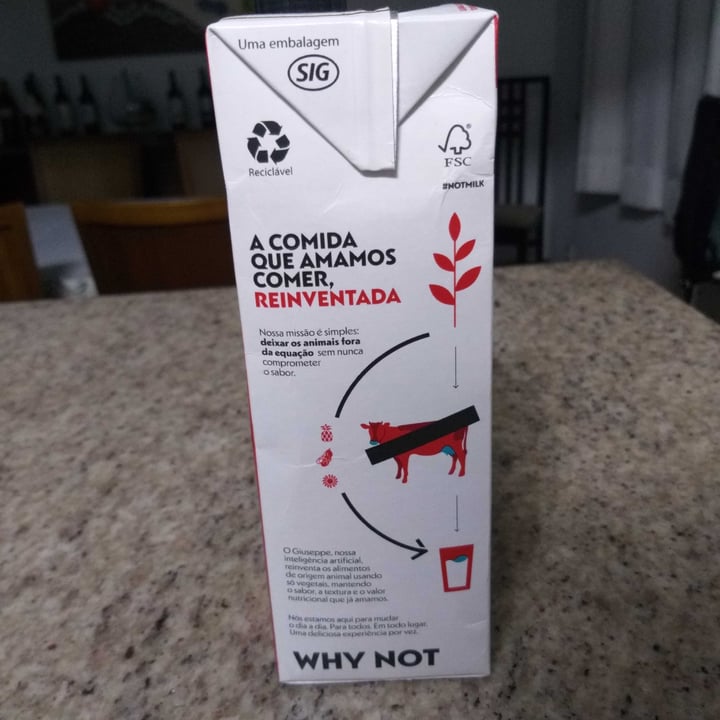 Uma embalagem
SIG
Reciclável
FSC
#NOTMILK
A COMIDA
QUE AMAMOS
COMER,
REINVENTADA
Nossa missão é simples:
deixar os animais fora
da equação sem nunca
comprometer
o sabor.
O Giuseppe, nossa
inteligência artificial,
reinventa os alimentos
de origem animal usando
só vegetais, mantendo
o sabor, a textura e o valor
nutricional que já amamos.
Nós estamos aqui para mudar
o dia a dia. Para todos. Em todo lugar.
Uma deliciosa experiência por vez.
WHY NOT